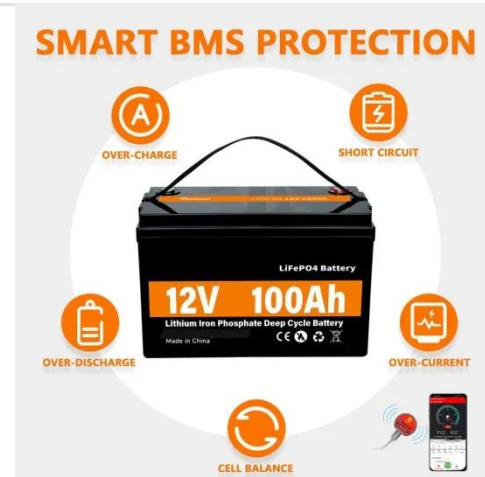 SMART BMS PROTECTION
OVER-CHARGE
SHORT CIRCUIT
LiFePO4 Battery
12V 100Ah
Lithium Iron Phosphate Deep Cycle Battery
Made in China
CE
OVER-DISCHARGE
OVER-CURRENT
CELL BALANCE